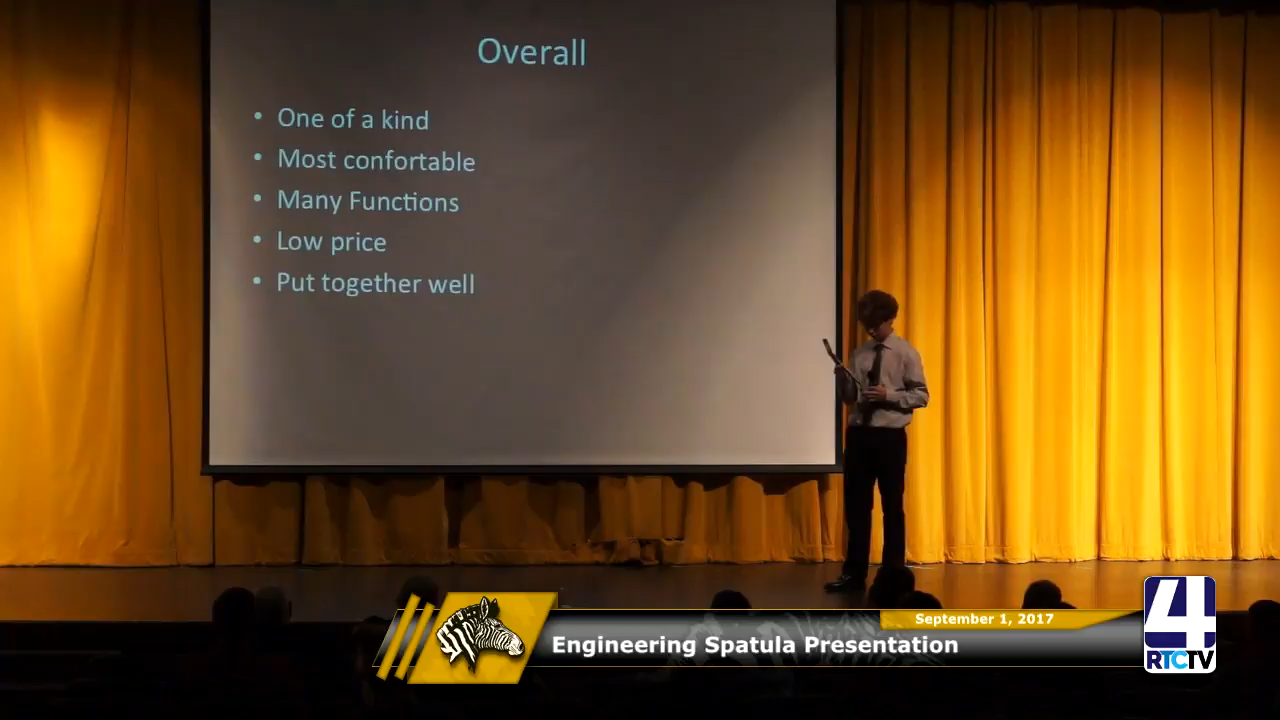 Overall
• One of a kind
• Most confortable
• Many Functions
• Low price
• Put together well
September 1, 2017
Engineering Spatula Presentation
4
RTCTV